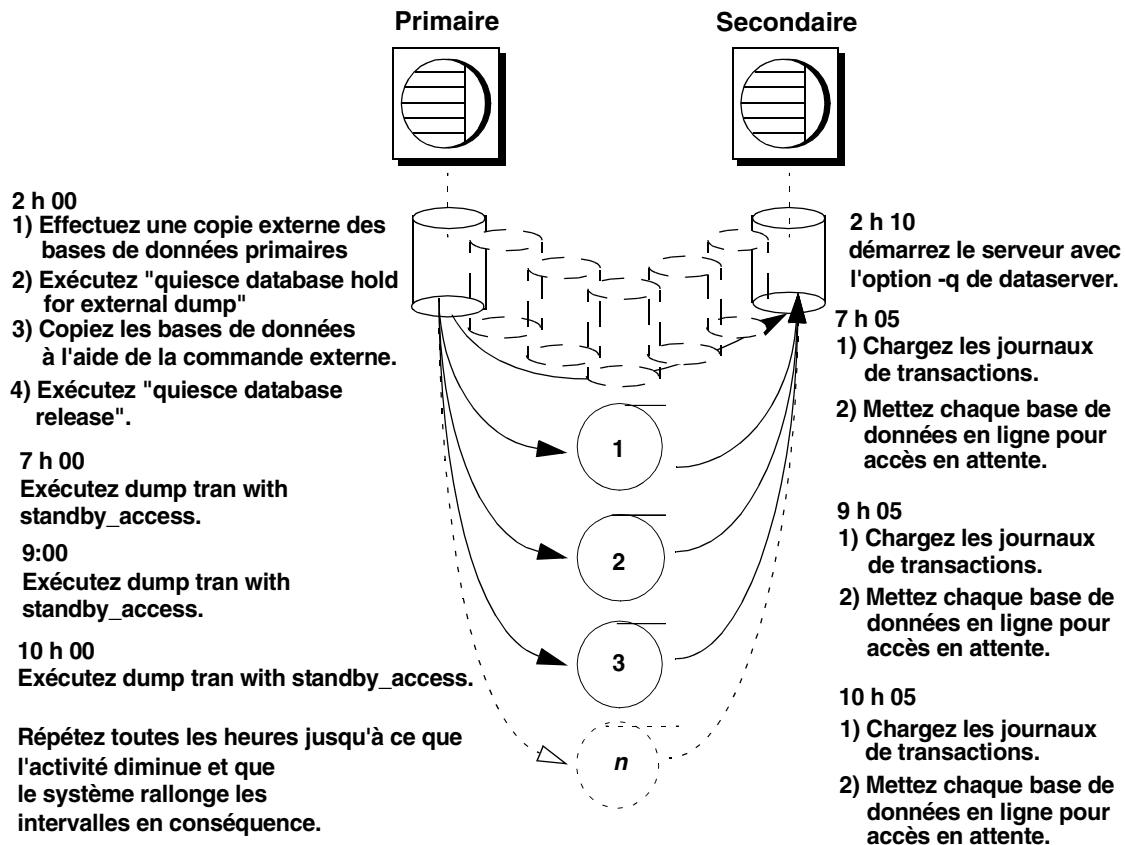 Primaire
Secondaire
2 h 00
1) Effectuez une copie externe des
bases de données primaires
2) Exécutez "quiesce database hold
for external dump"
3) Copiez les bases de données
à l'aide de la commande externe.
4) Exécutez "quiesce database
release".
7 h 00
Exécutez dump tran with
standby_access.
9:00
Exécutez dump tran with
standby_access.
10 h 00
Exécutez dump tran with standby_access.
Répétez toutes les heures jusqu'à ce que
l'activité diminue et que
le système rallonge les
intervalles en conséquence.
1
2
3
n
2 h 10
démarrez le serveur avec
l'option -q de dataserver.
7 h 05
1) Chargez les journaux
de transactions.
2) Mettez chaque base de
données en ligne pour
accès en attente.
9 h 05
1) Chargez les journaux
de transactions.
2) Mettez chaque base de
données en ligne pour
accès en attente.
10 h 05
1) Chargez les journaux
de transactions.
2) Mettez chaque base de
données en ligne pour
accès en attente.